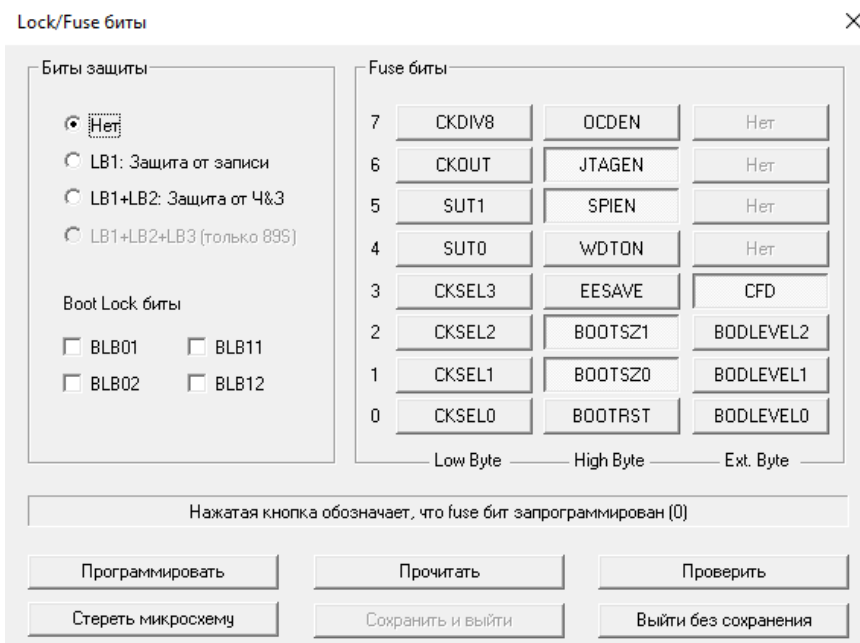 Lock/Fuse биты
Биты защиты
Нет
LB1: Защита от записи
LB1+LB2: Защита от Ч&З
LB1+LB2+LB3 (только 89S)
Boot Lock биты
BLB01 BLB11
BLB02 BLB12
Fuse биты
7 CKDIV8 OCDEN Нет
6 CKOUT JTAGEN Нет
5 SUT1 SPIEN Нет
4 SUT0 WDTON Нет
3 CKSEL3 EESAVE CFD
2 CKSEL2 BOOTSZ1 BODLEVEL2
1 CKSEL1 BOOTSZ0 BODLEVEL1
0 CKSEL0 BOOTRST BODLEVEL0
Low Byte High Byte Ext. Byte
Нажатая кнопка обозначает, что fuse бит запрограммирован (0)
Программировать Прочитать Проверить
Стереть микросхему Сохранить и выйти Выйти без сохранения